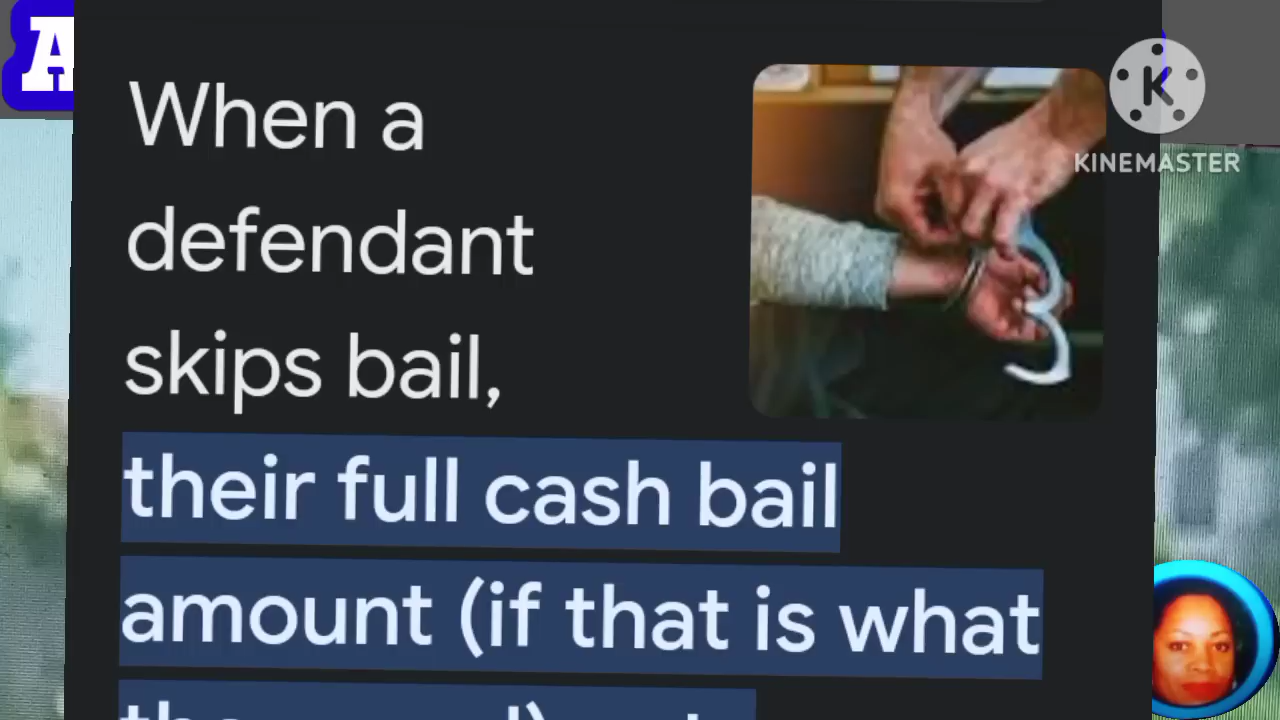 A
K
KINEMASTER
When a
defendant
skips bail,
their full cash bail
amount (if that is what